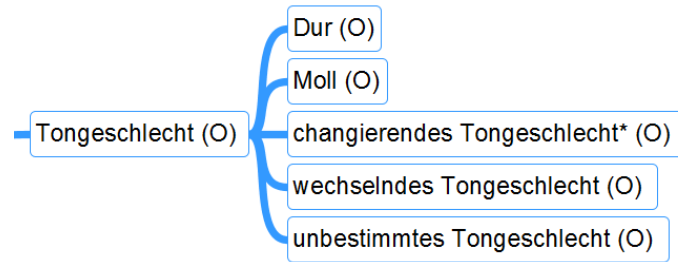 Dur (O)
Moll (O)
Tongeschlecht (O)
changierendes Tongeschlecht* (O)
wechselndes Tongeschlecht (O)
unbestimmtes Tongeschlecht (O)